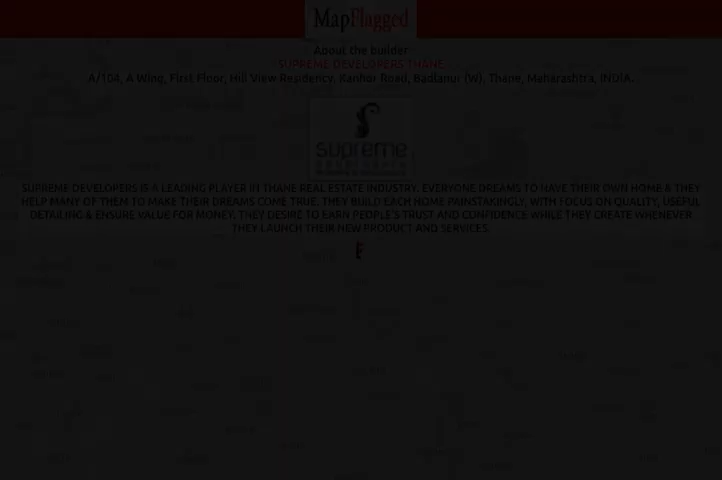 MapFlagged
About the builder
SUPREME DEVELOPERS THANE
A/104, A Wing, First Floor, Hill View Residency, Kanhor Road, Badlapur (W), Thane, Maharashtra, INDIA.
supreme
SUPREME DEVELOPERS IS A LEADING PLAYER IN THANE REAL ESTATE INDUSTRY. EVERYONE DREAMS TO HAVE THEIR OWN HOME & THEY
HELP MANY OF THEM TO MAKE THEIR DREAMS COME TRUE. THEY BUILD EACH HOME PAINSTAKINGLY, WITH FOCUS ON QUALITY, USEFUL
DETAILING & ENSURE VALUE FOR MONEY. THEY DESIRE TO EARN PEOPLE'S TRUST AND CONFIDENCE WHILE THEY CREATE WHENEVER
THEY LAUNCH THEIR NEW PRODUCT AND SERVICES.